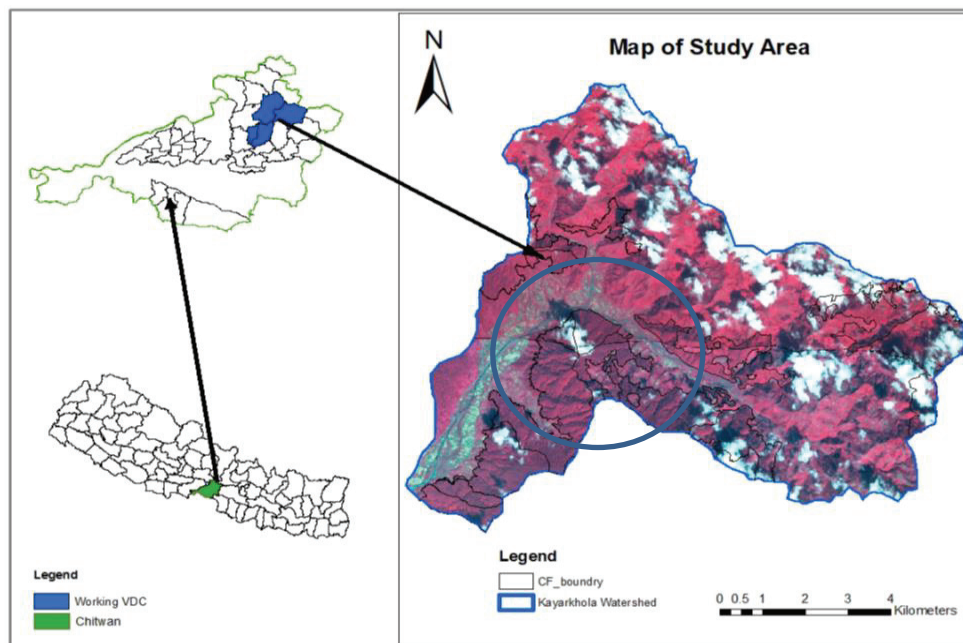 N
Map of Study Area
Legend
Working VDC
Chitwan
Legend
CF_boundry
Kayarkhola Watershed
0 0.5 1 2 3 4
Kilometers